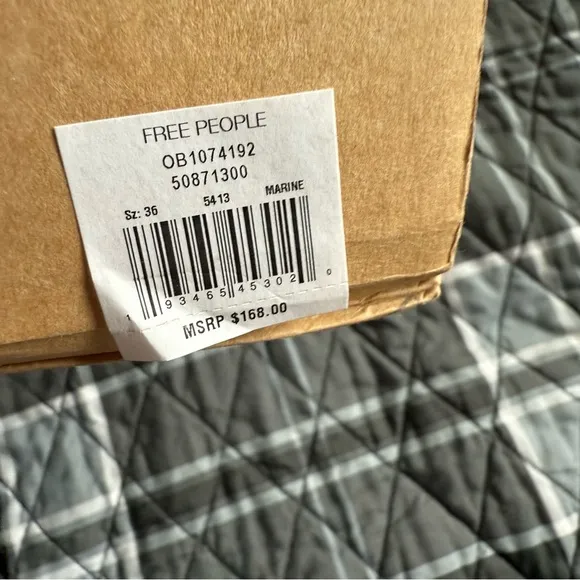 FREE PEOPLE
OB1074192
50871300
Sz: 36 5413 MARINE
1 93465 45302 0
MSRP $168.00